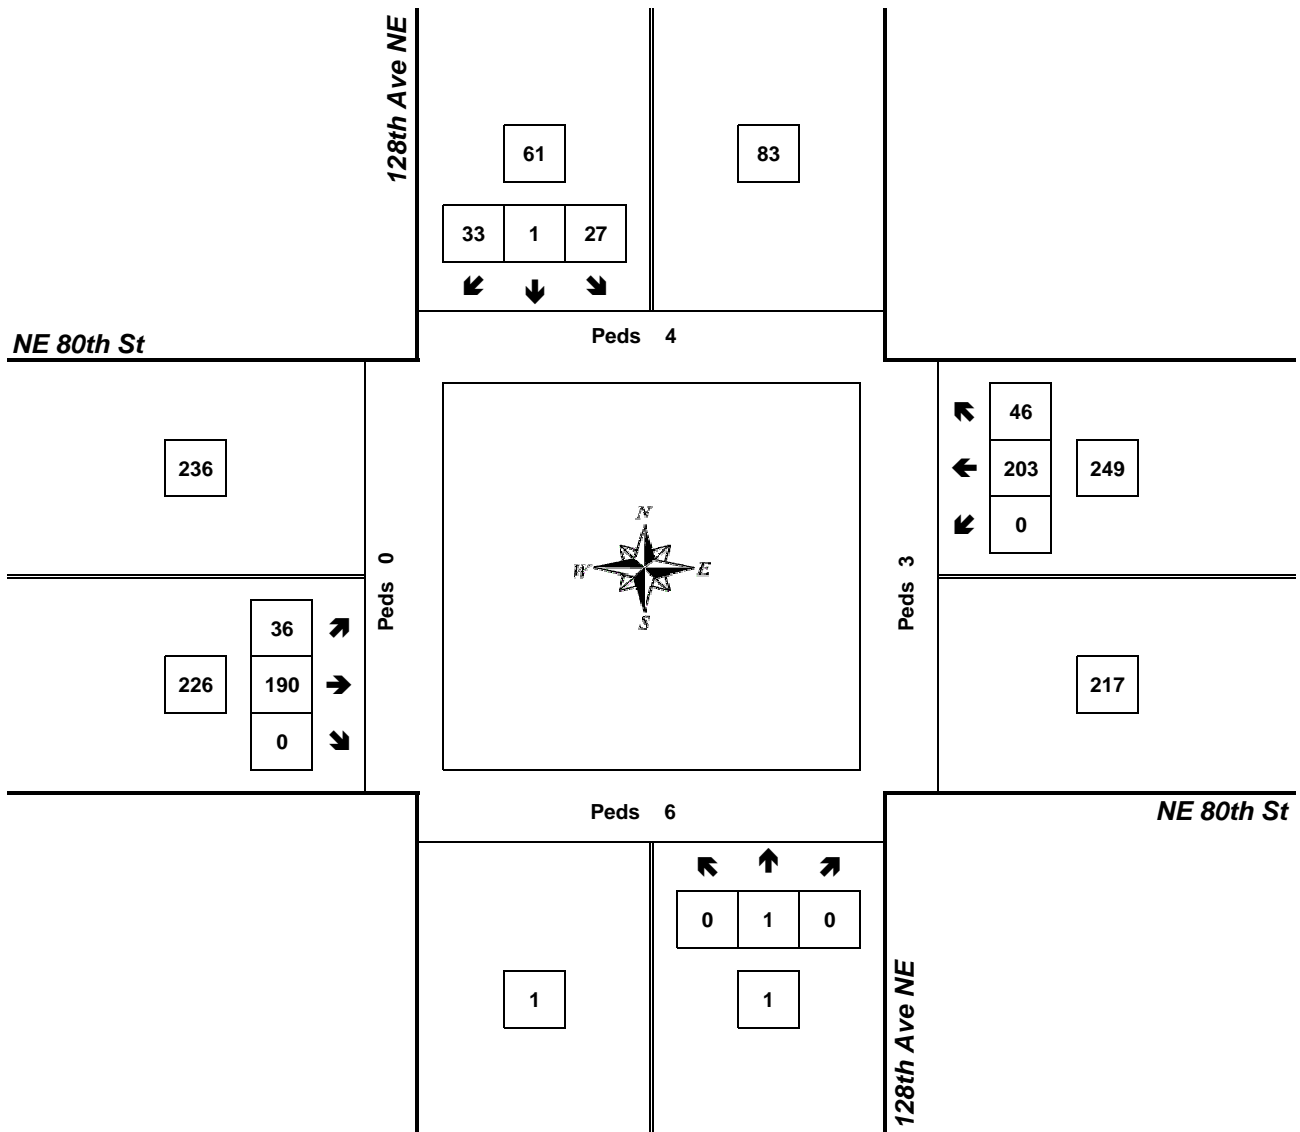 128th Ave NE
61 83
33 1 27
Peds 4
NE 80th St
46
236 203 249
0
N
W E
S
Peds 0
Peds 3
36
226 190 217
0
Peds 6
NE 80th St
0 1 0
1 1
128th Ave NE